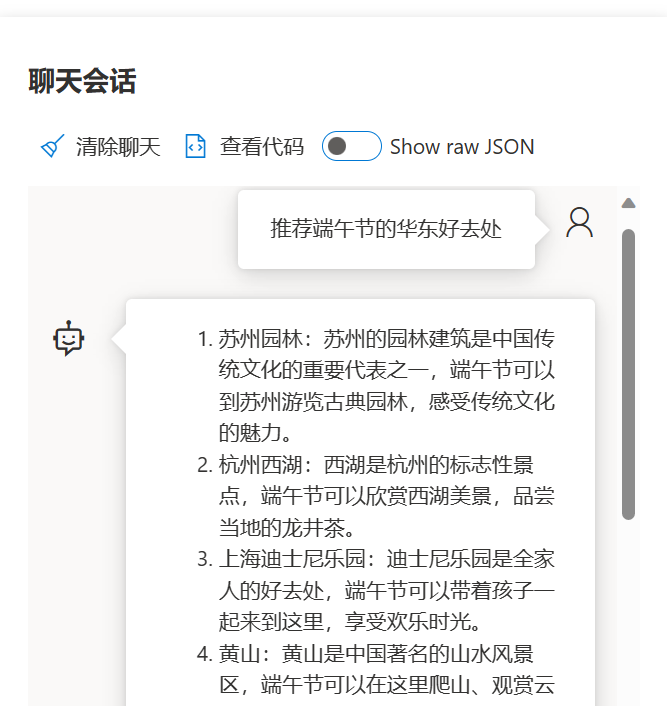 聊天会话
清除聊天 查看代码 Show raw JSON
推荐端午节的华东好去处
1. 苏州园林：苏州的园林建筑是中国传
统文化的重要代表之一，端午节可以
到苏州游览古典园林，感受传统文化
的魅力。
2. 杭州西湖：西湖是杭州的标志性景
点，端午节可以欣赏西湖美景，品尝
当地的龙井茶。
3. 上海迪士尼乐园：迪士尼乐园是全家
人的好去处，端午节可以带着孩子一
起来到这里，享受欢乐时光。
4. 黄山：黄山是中国著名的山水风景
区，端午节可以在这里爬山、观赏云